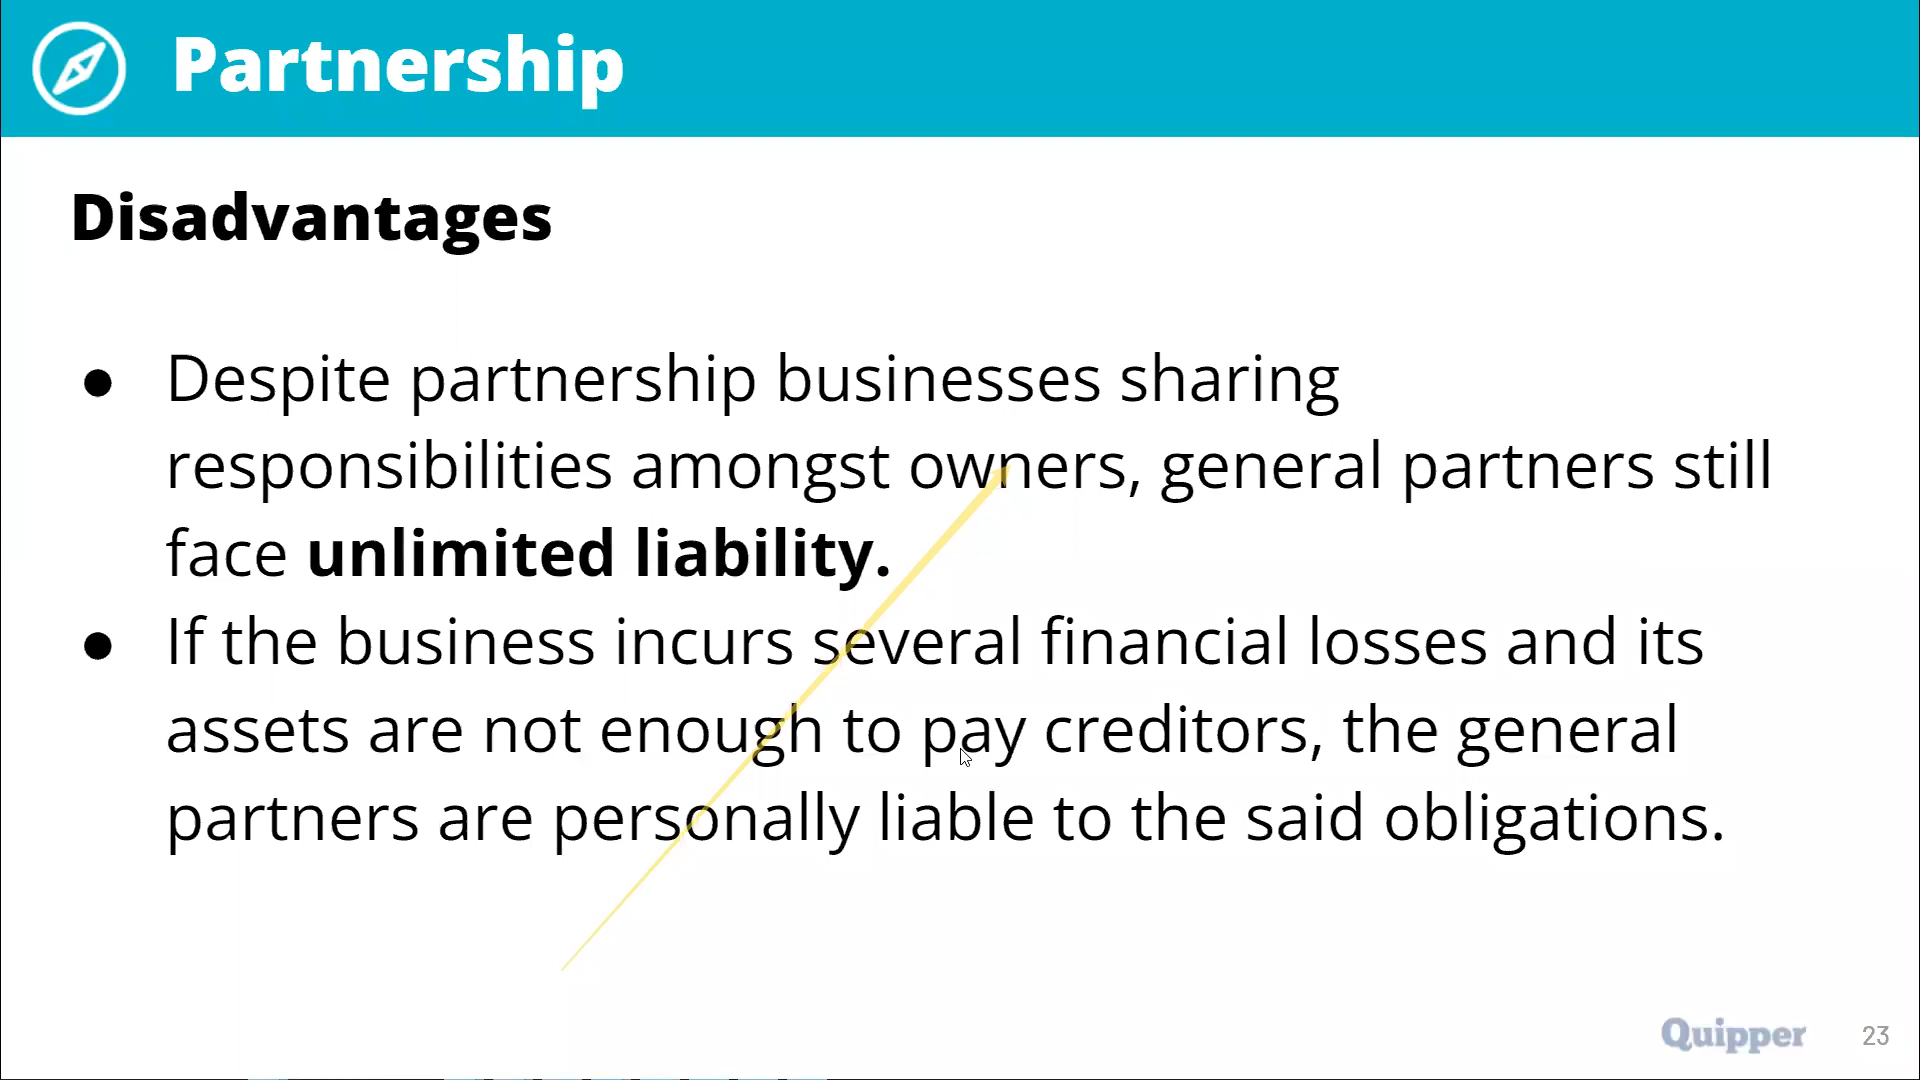 Partnership
Disadvantages
● Despite partnership businesses sharing
responsibilities amongst owners, general partners still
face unlimited liability.
● If the business incurs several financial losses and its
assets are not enough to pay creditors, the general
partners are personally liable to the said obligations.
Quipper 23